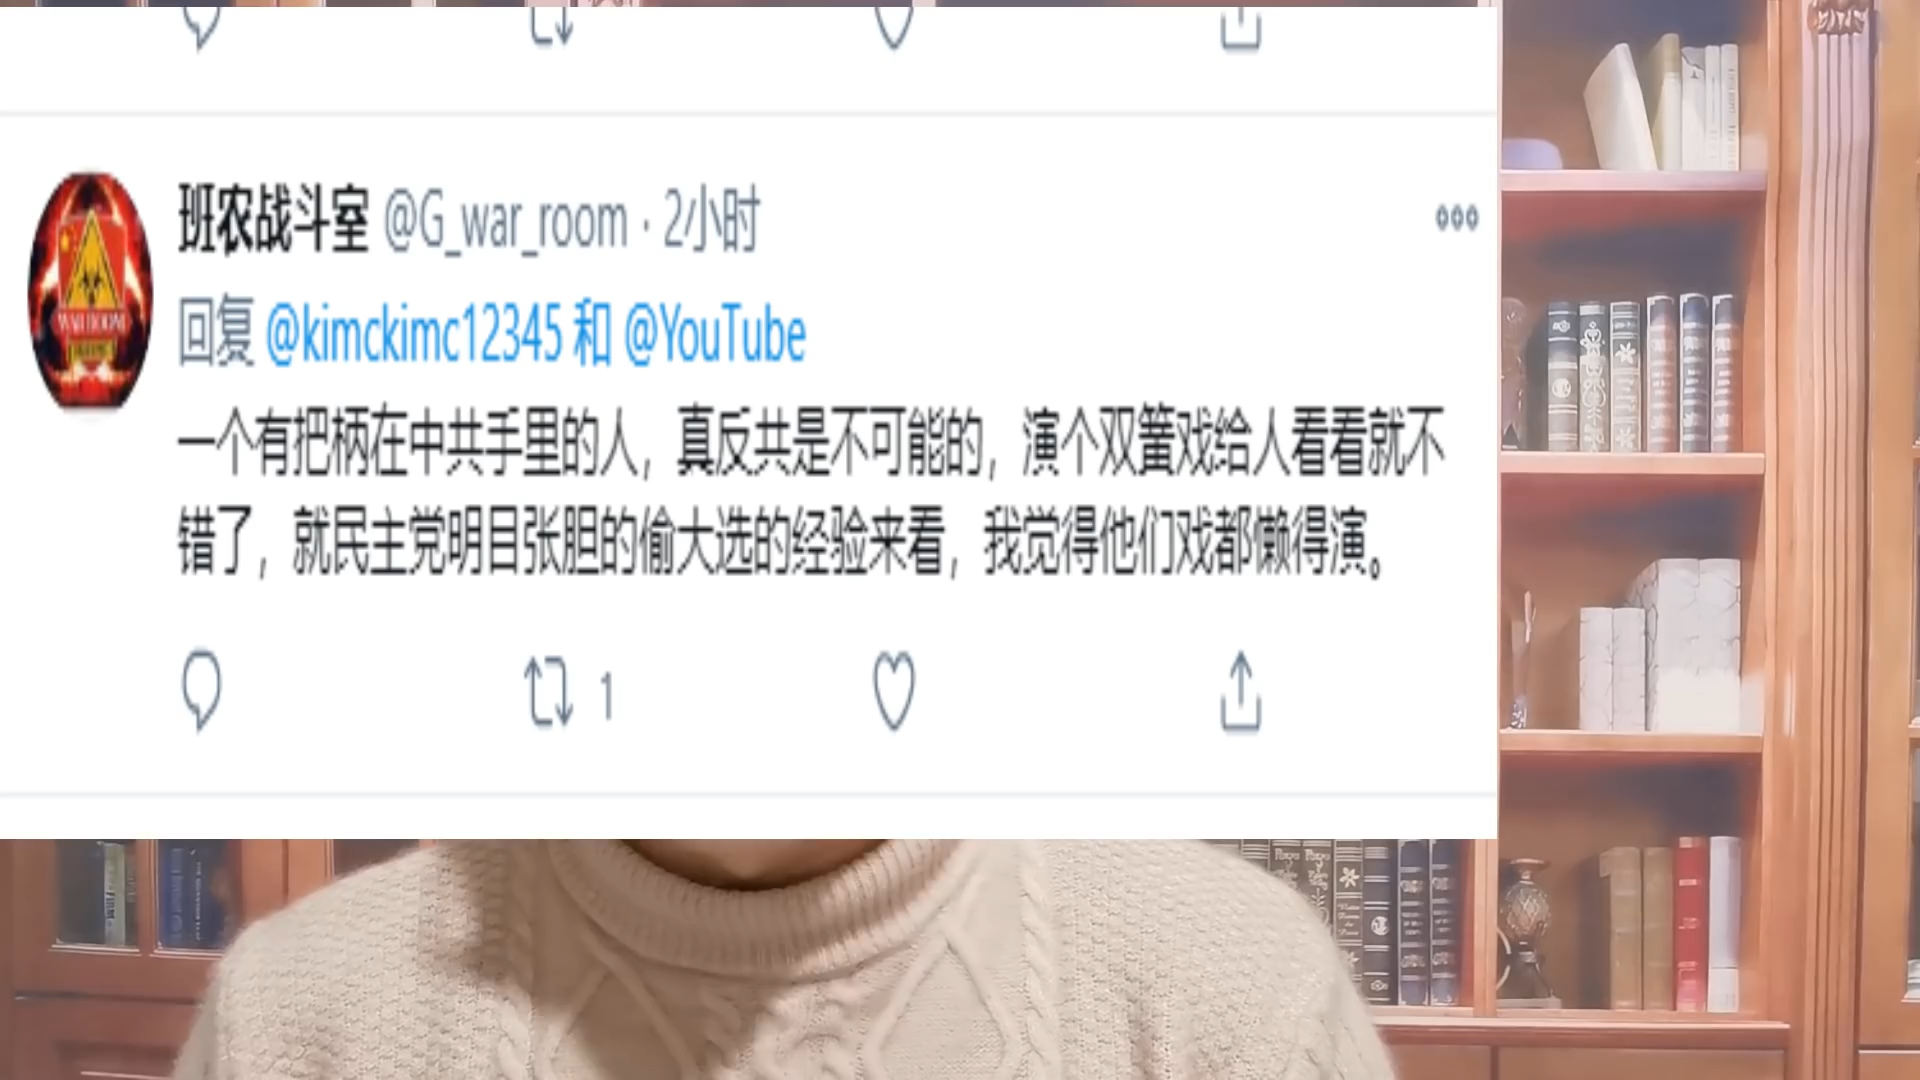 班农战斗室 @G_war_room · 2小时
回复 @kimckimc12345 和 @YouTube
一个有把柄在中共手里的人，真反共是不可能的，演个双簧戏给人看看就不
错了，就民主党明目张胆的偷大选的经验来看，我觉得他们戏都懒得演。
1
WAR ROOM